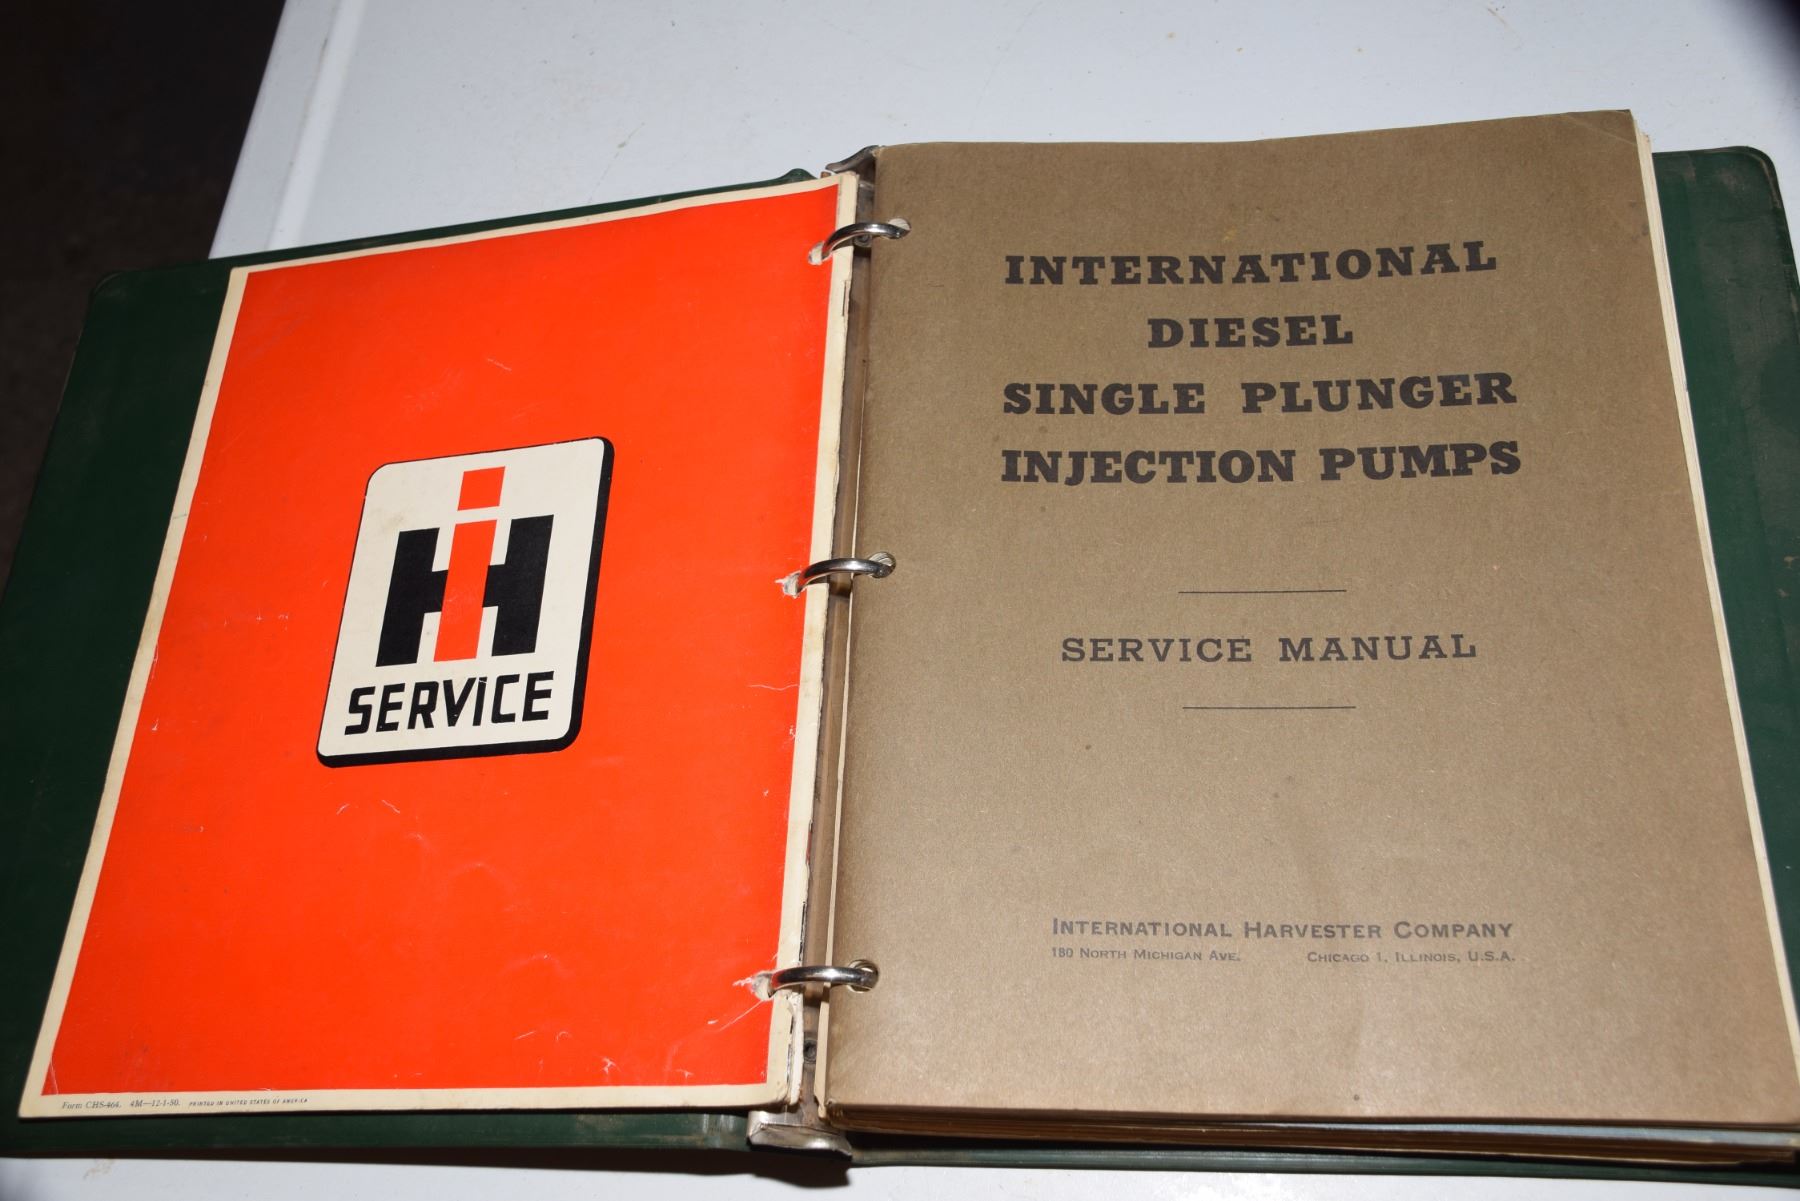 IH
SERVICE
Form CHS-464. 4M—12-1-50. PRINTED IN UNITED STATES OF AMERICA
INTERNATIONAL
DIESEL
SINGLE PLUNGER
INJECTION PUMPS
SERVICE MANUAL
INTERNATIONAL HARVESTER COMPANY
180 NORTH MICHIGAN AVE. CHICAGO 1, ILLINOIS, U.S.A.